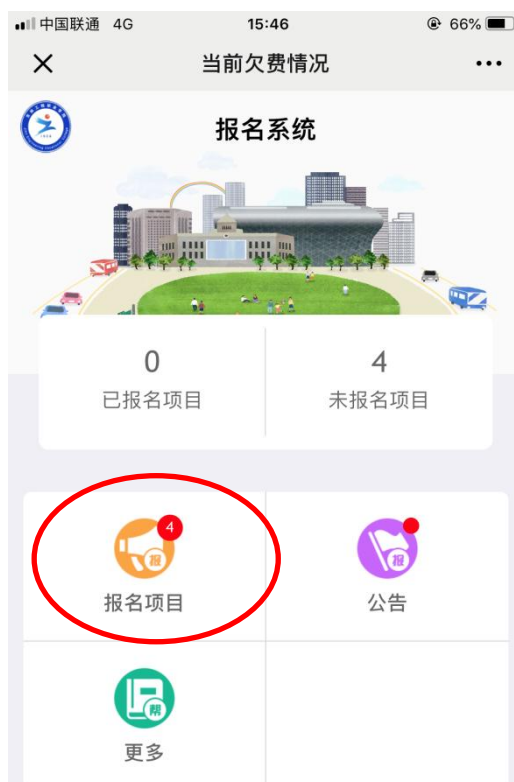 中国联通 4G 15:46 66%
当前欠费情况
报名系统
0 4
已报名项目 未报名项目
4
报 报
报名项目 公告
帮
更多